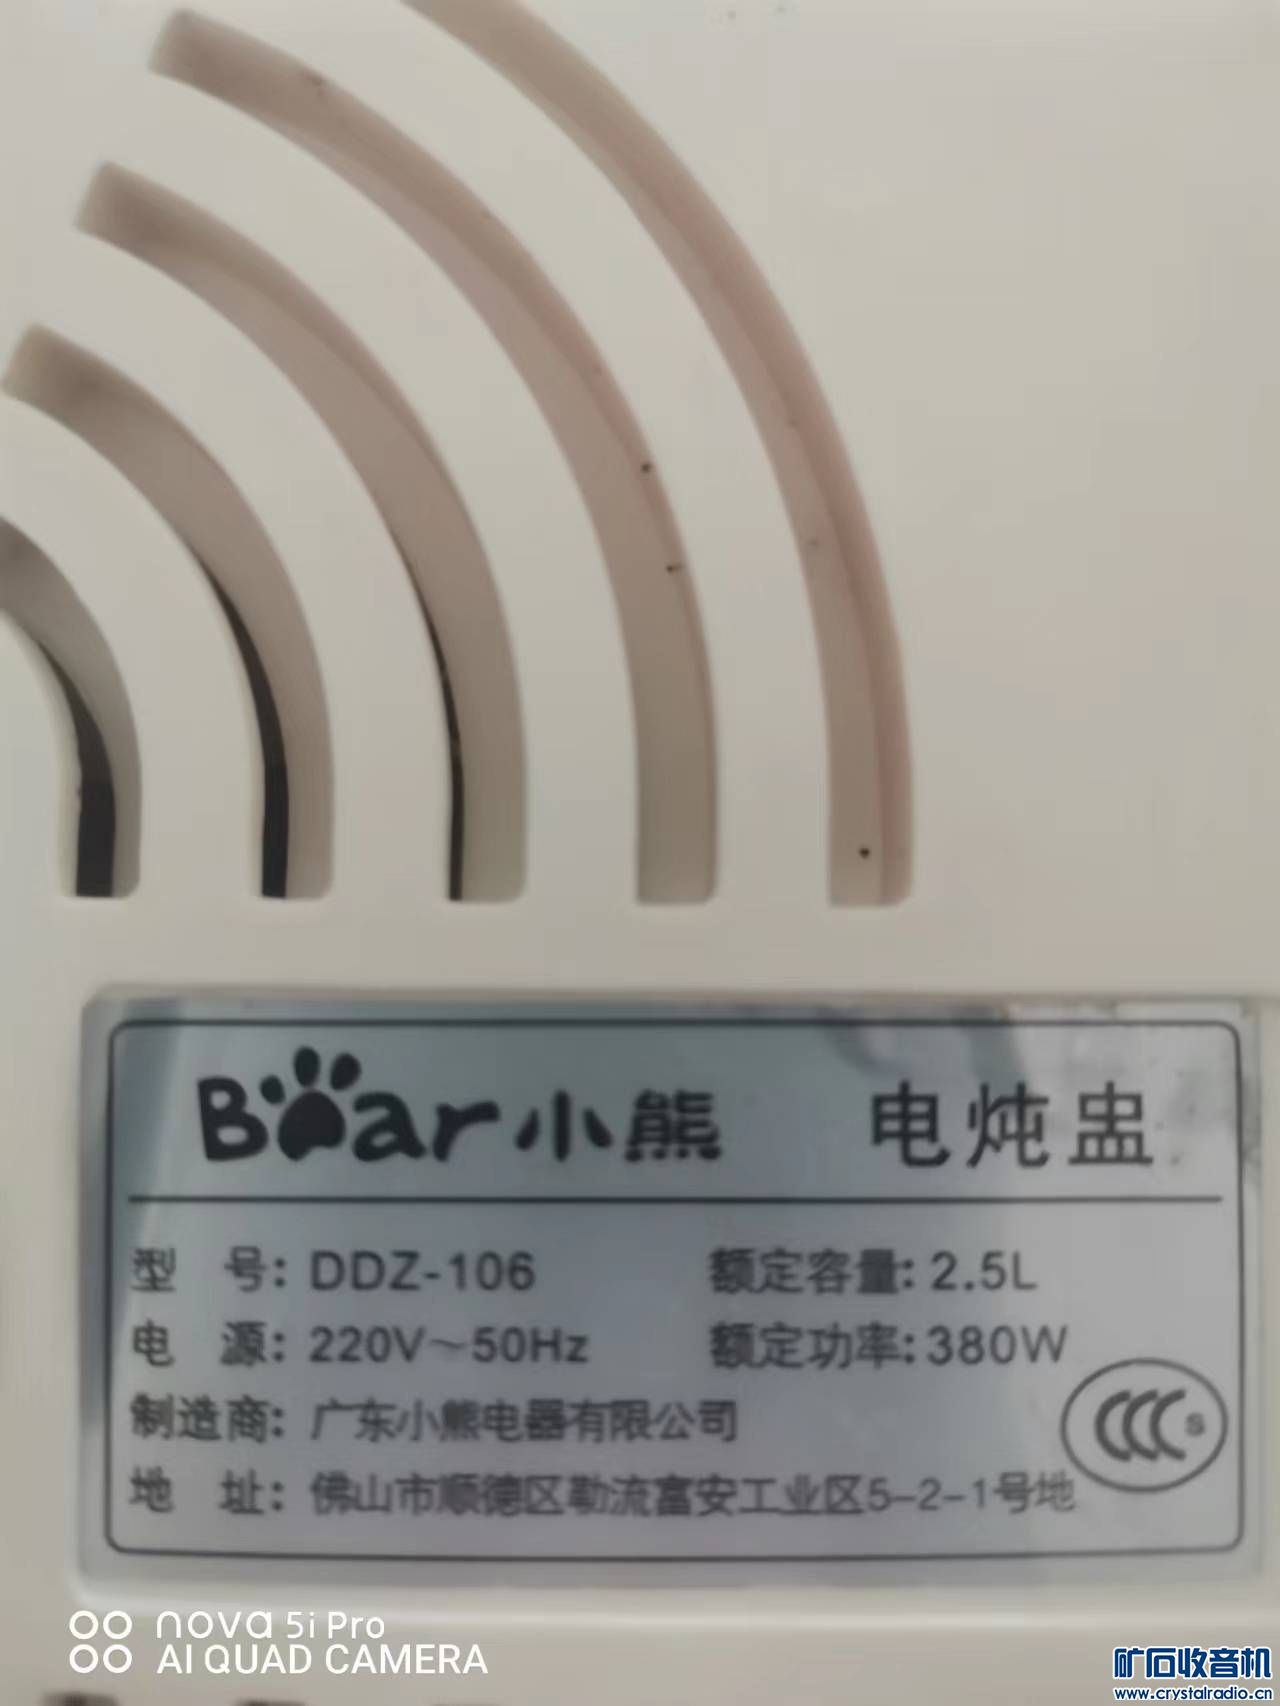 Bear小熊 电炖盅
型 号: DDZ-106 额定容量: 2.5L
电 源: 220V~50Hz 额定功率: 380W
制造商: 广东小熊电器有限公司
CCC S
地 址: 佛山市顺德区勒流富安工业区5-2-1号地
nova 5i Pro
AI QUAD CAMERA
矿石收音机
www.crystalradio.cn